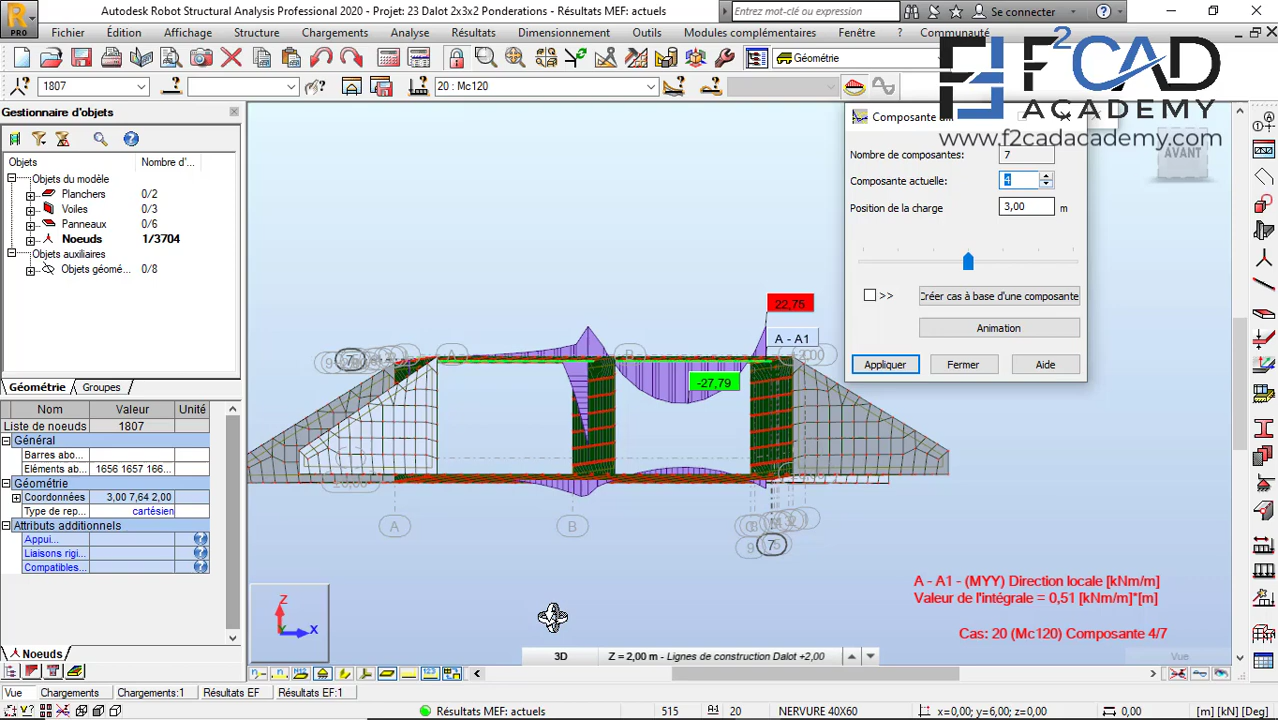 Autodesk Robot Structural Analysis Professional 2020 - Projet: 23 Dalot 2x3x2 Ponderations - Résultats MEF: actuels
Entrez mot-clé ou expression
Se connecter
PRO
Fichier Édition Affichage Structure Chargements Analyse Résultats Dimensionnement Outils Modules complémentaires Fenêtre Communauté
Géométrie
1807
20 : Mc120
F²CAD
ACADEMY
www.f2cadacademy.com
Gestionnaire d'objets
Objets Nombre d'...
Objets du modèle
Planchers 0/2
Voiles 0/3
Panneaux 0/6
Noeuds 1/3704
Objets auxiliaires
Objets géomé... 0/8
Géométrie Groupes
Nom Valeur Unité
Liste de noeuds 1807
Général
Barres abo...
Eléments ab... 1656 1657 166...
Géométrie
Coordonnées 3,00 7,64 2,00
Type de rep... cartésien
Attributs additionnels
Appui...
Liaisons rigi...
Compatibles...
Noeuds
Nombre de composantes: 7
Composante actuelle: 4
Position de la charge 3,00 m
>> Créer cas à base d'une composante
Animation
Appliquer Fermer Aide
AVANT
22,75
A - A1
-27,79
7
A
A B
7
A - A1 - (MYY) Direction locale [kNm/m]
Valeur de l'intégrale = 0,51 [kNm/m]*[m]
Cas: 20 (Mc120) Composante 4/7
Z
X
3D Z = 2,00 m - Lignes de construction Dalot +2,00
Vue
Vue Chargements Chargements:1 Résultats EF Résultats EF:1
Résultats MEF: actuels 515 20 NERVURE 40X60 x=0,00; y=6,00; z=0,00 0,00 [m] [kN] [Deg]